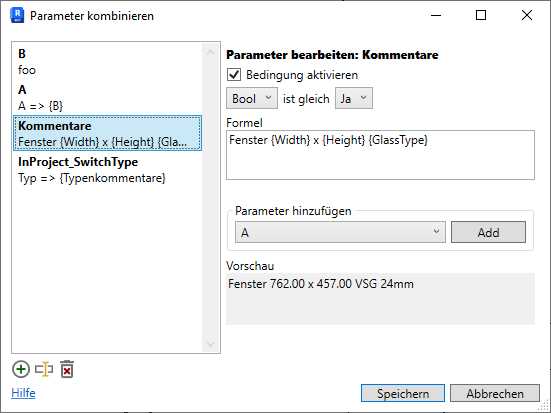 Parameter kombinieren
B
foo
A
A => {B}
Kommentare
Fenster {Width} x {Height} {Gla...
InProject_SwitchType
Typ => {Typenkommentare}
Hilfe
Parameter bearbeiten: Kommentare
Bedingung aktivieren
Bool ist gleich Ja
Formel
Fenster {Width} x {Height} {GlassType}
Parameter hinzufügen
A Add
Vorschau
Fenster 762.00 x 457.00 VSG 24mm
Speichern Abbrechen